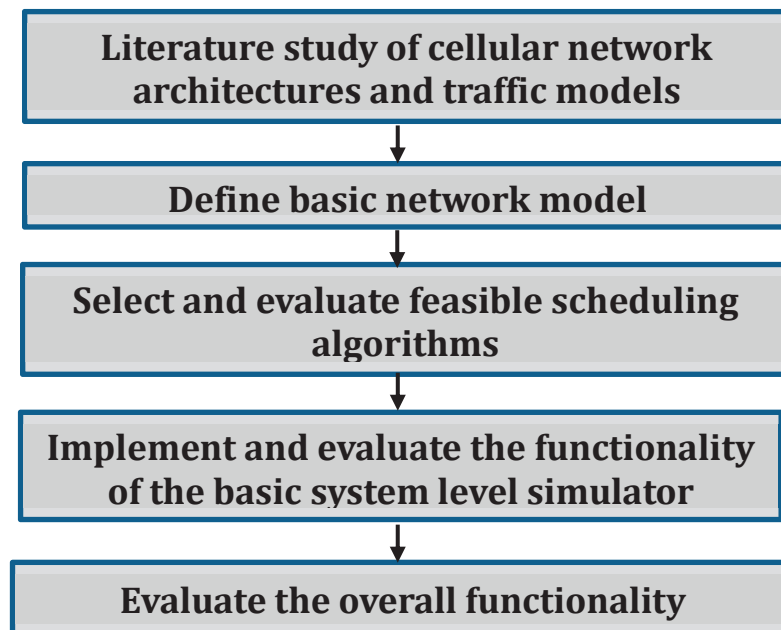 Literature study of cellular network
architectures and traffic models
Define basic network model
Select and evaluate feasible scheduling
algorithms
Implement and evaluate the functionality
of the basic system level simulator
Evaluate the overall functionality